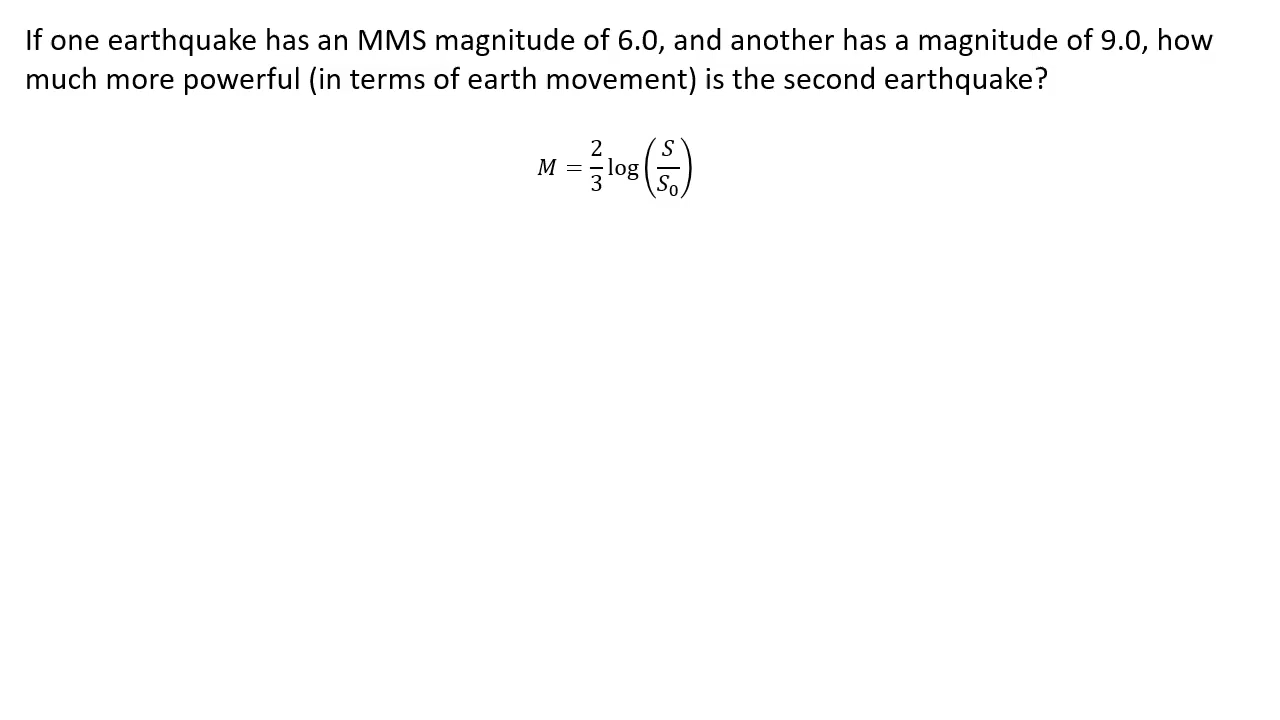 If one earthquake has an MMS magnitude of 6.0, and another has a magnitude of 9.0, how
much more powerful (in terms of earth movement) is the second earthquake?
M = 2/3 log(S/S₀)